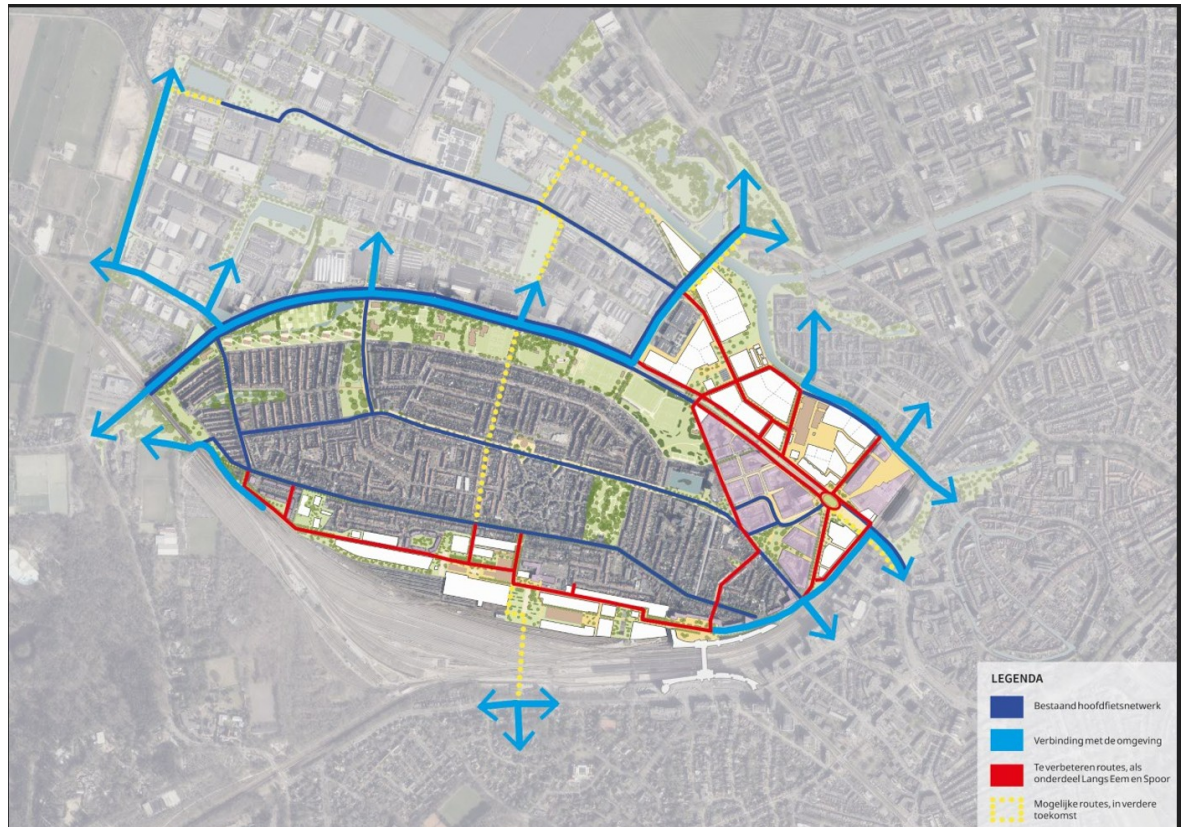 LEGENDA
Bestaand hoofdfietsnetwerk
Verbinding met de omgeving
Te verbeteren routes, als
onderdeel Langs Eem en Spoor
Mogelijke routes, in verdere
toekomst